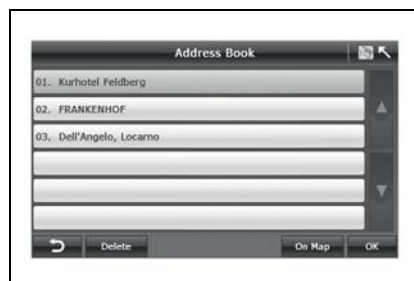 Address Book
01. Kurhotel Feldberg
02. FRANKENHOF
03. Dell'Angelo, Locarno
Delete On Map OK